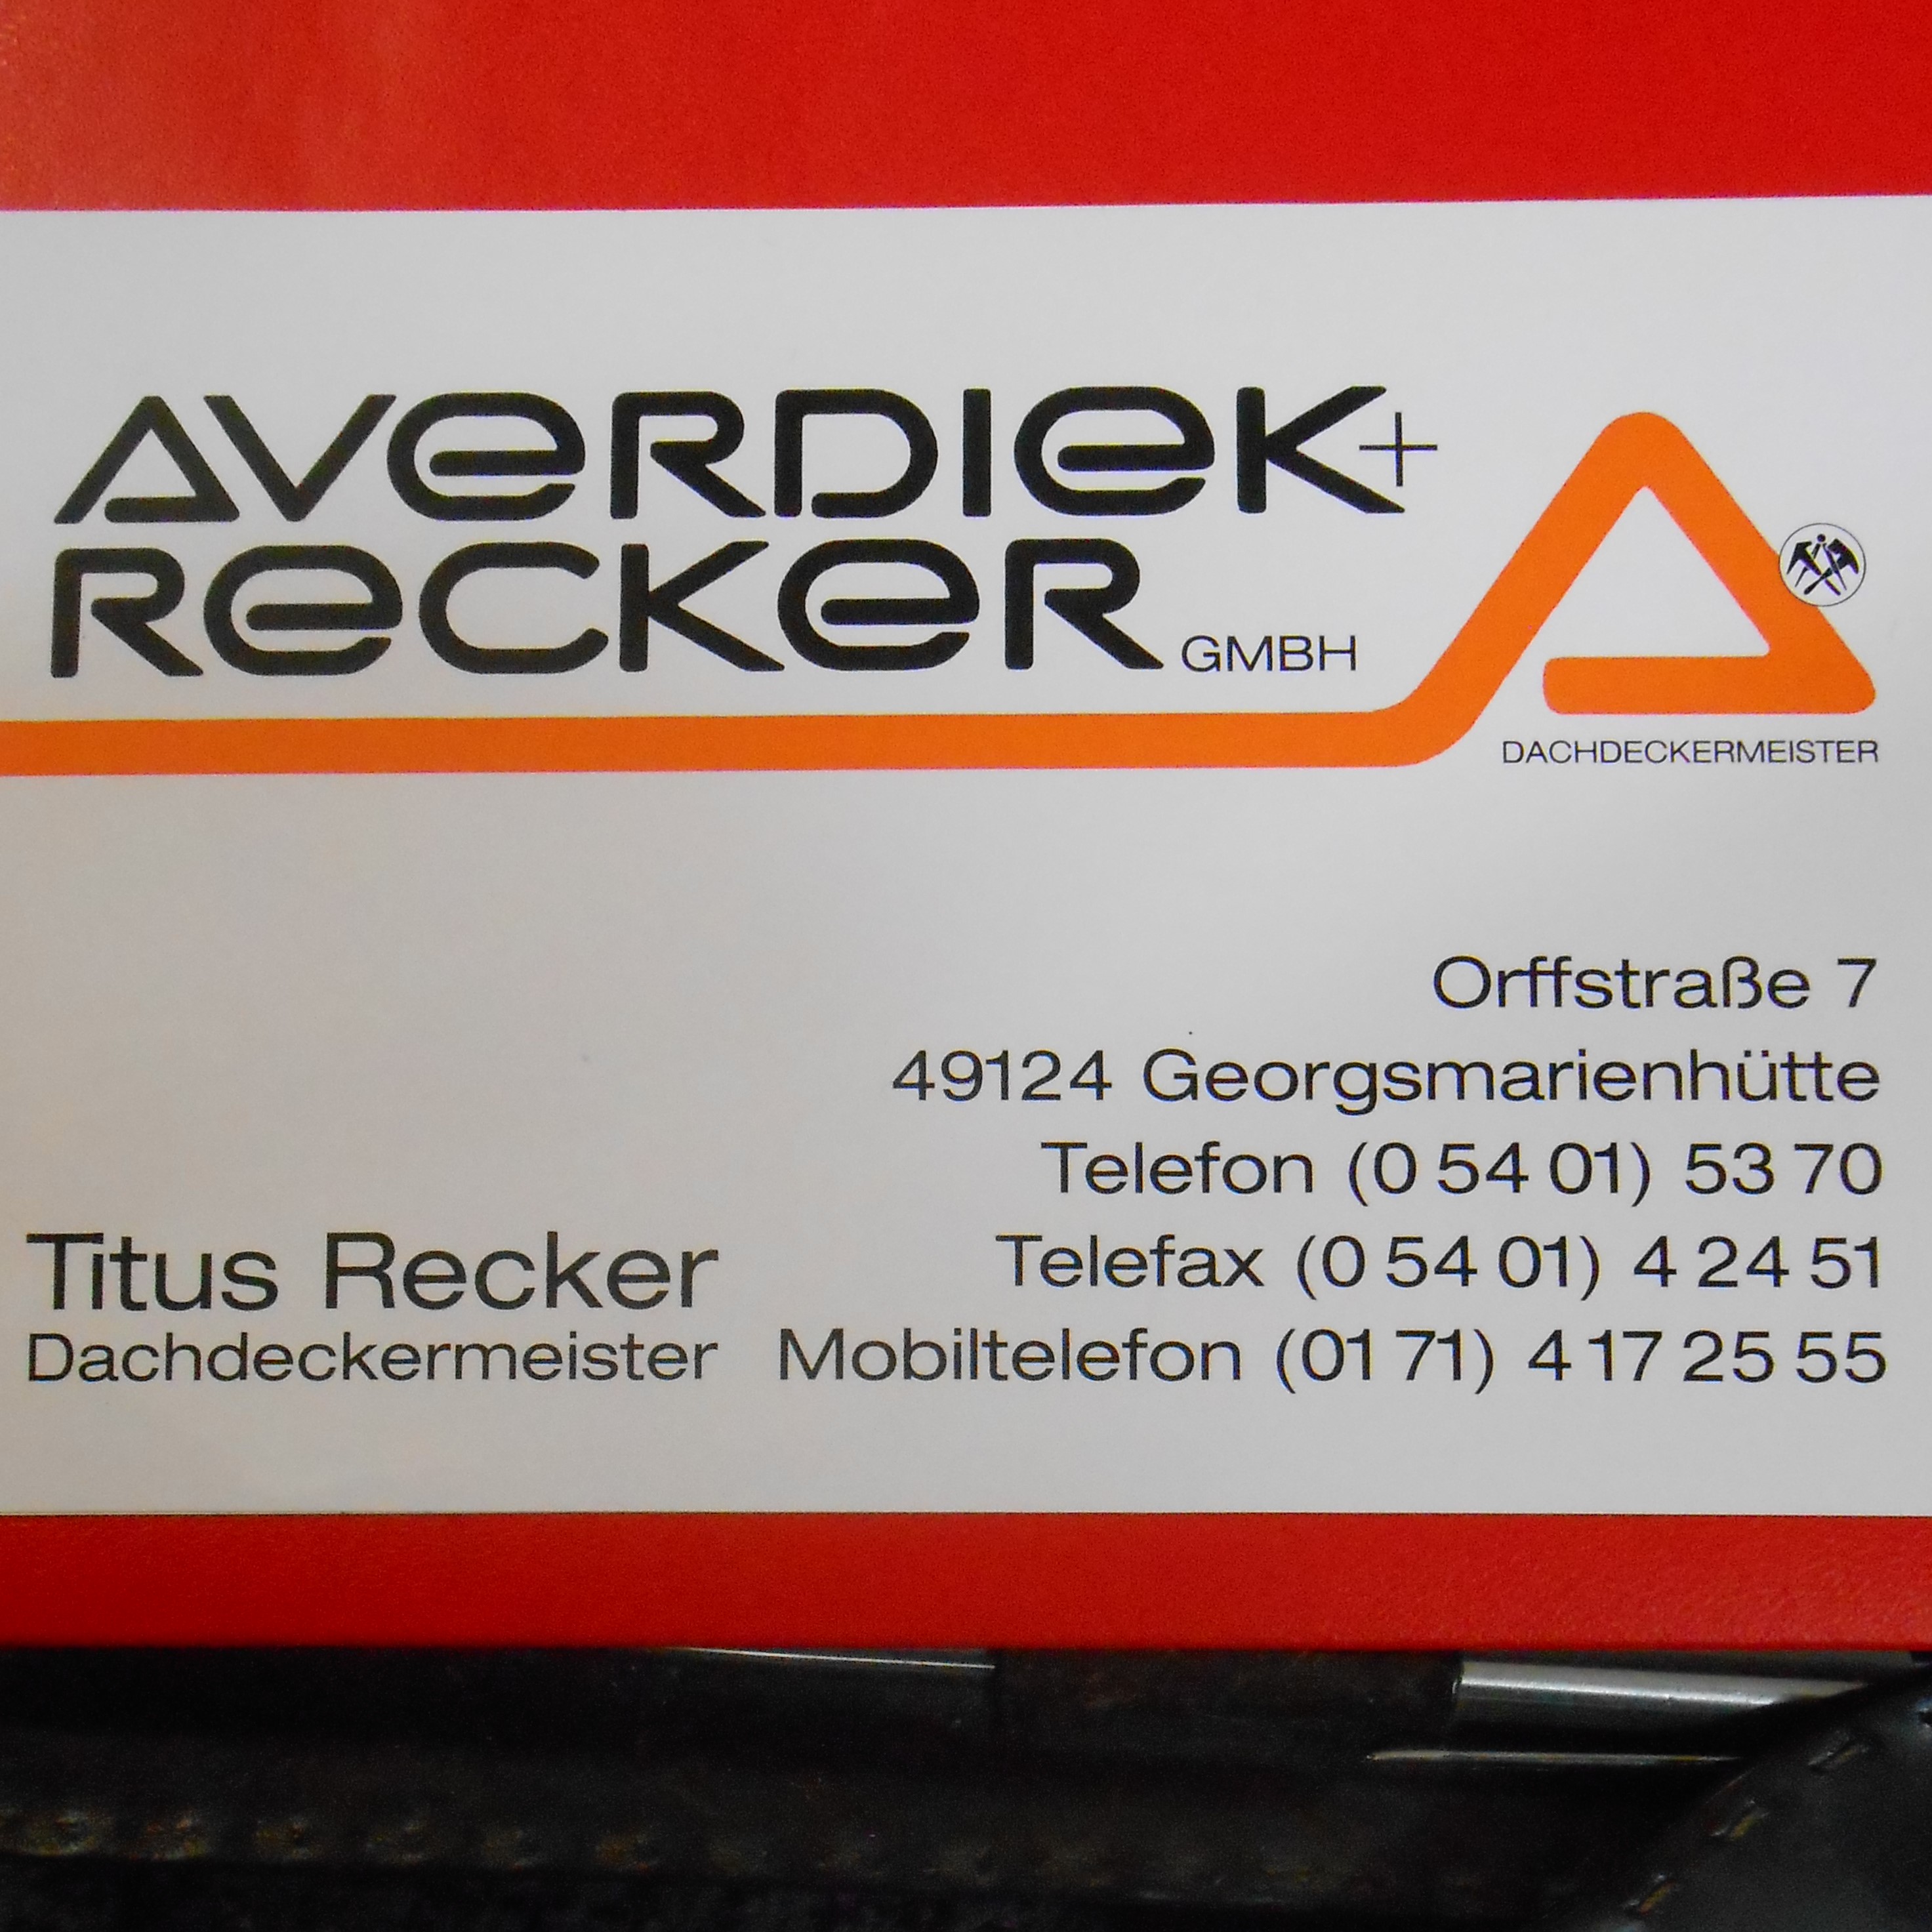 AVERDIEK+
RECKER GMBH
DACHDECKERMEISTER
Orffstraße 7
49124 Georgsmarienhütte
Telefon (0 54 01) 53 70
Telefax (0 54 01) 4 24 51
Titus Recker
Dachdeckermeister
Mobiltelefon (01 71) 4 17 25 55